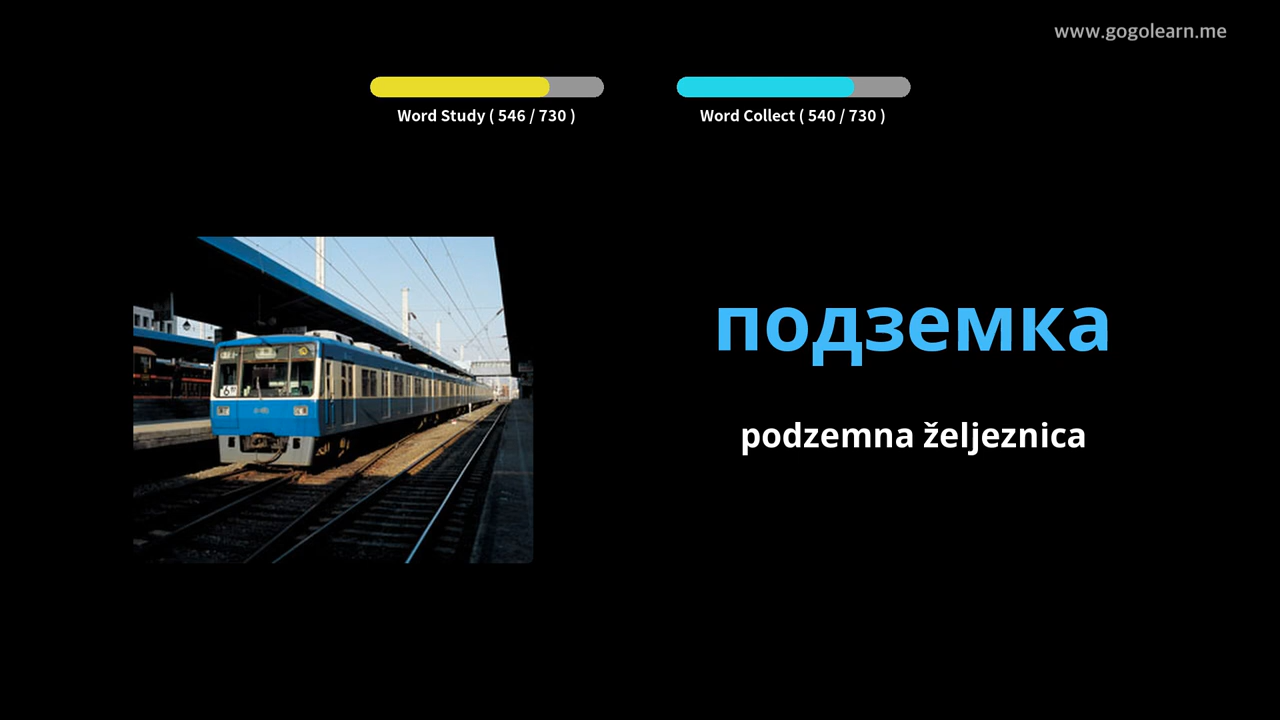 www.gogolearn.me
Word Study ( 546 / 730 )
Word Collect ( 540 / 730 )
подземка
podzemna željeznica